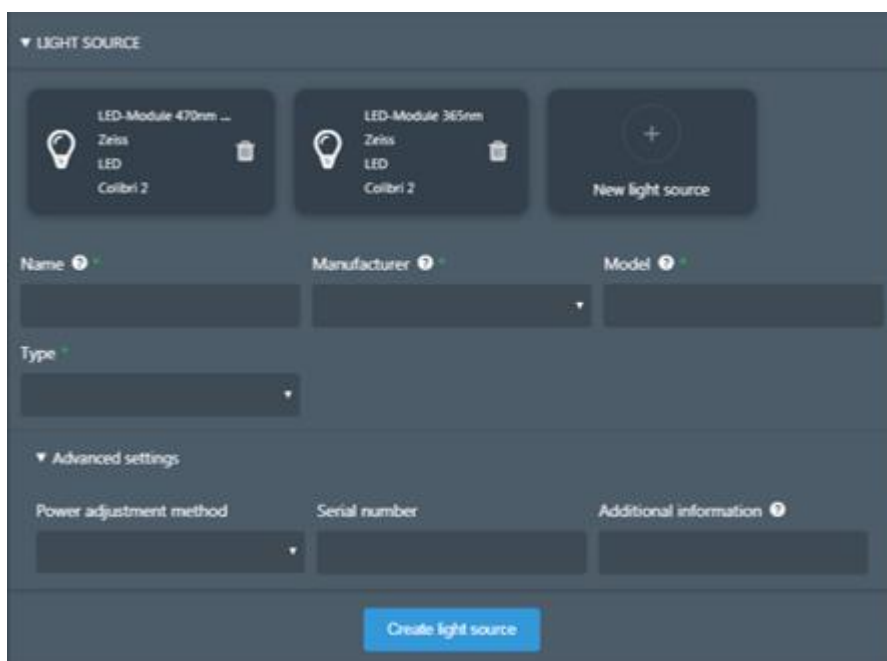 LIGHT SOURCE
LED-Module 470nm ...
Zeiss
LED
Colibri 2
LED-Module 365nm
Zeiss
LED
Colibri 2
New light source
Name *
Manufacturer *
Model *
Type *
Advanced settings
Power adjustment method
Serial number
Additional information
Create light source